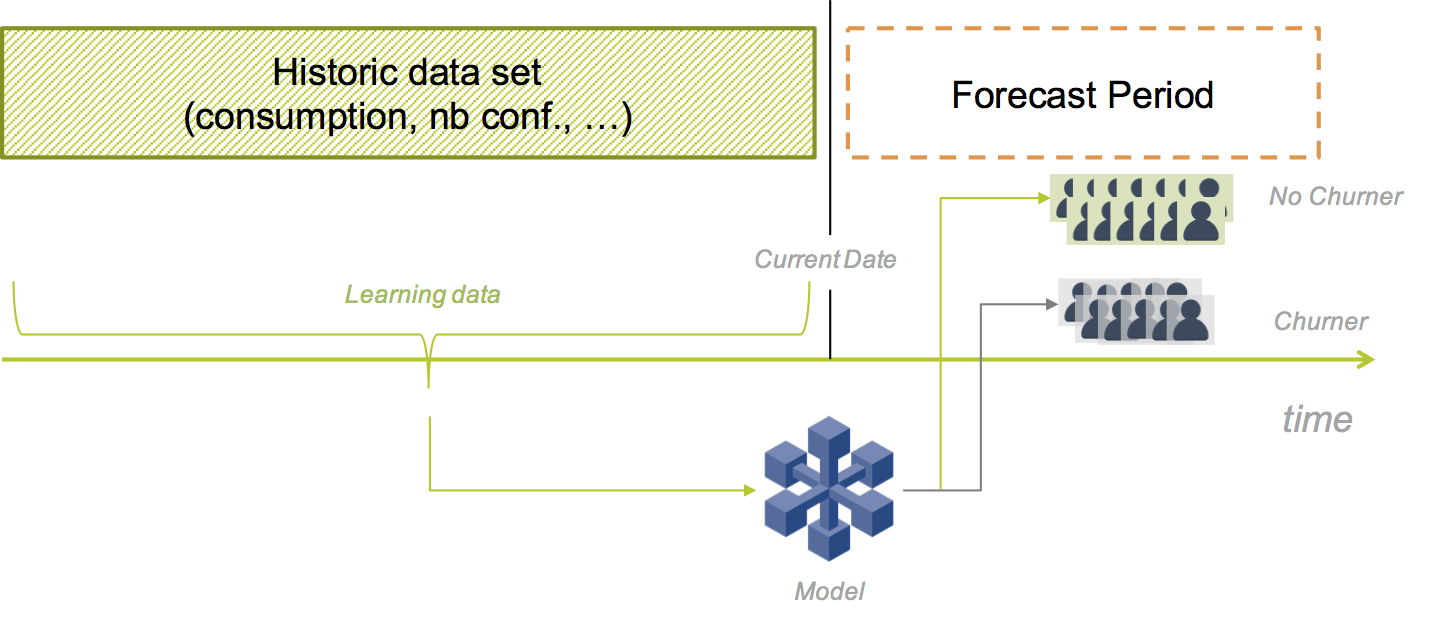 Historic data set
(consumption, nb conf., …)
Forecast Period
No Churner
Current Date
Learning data
Churner
time
Model